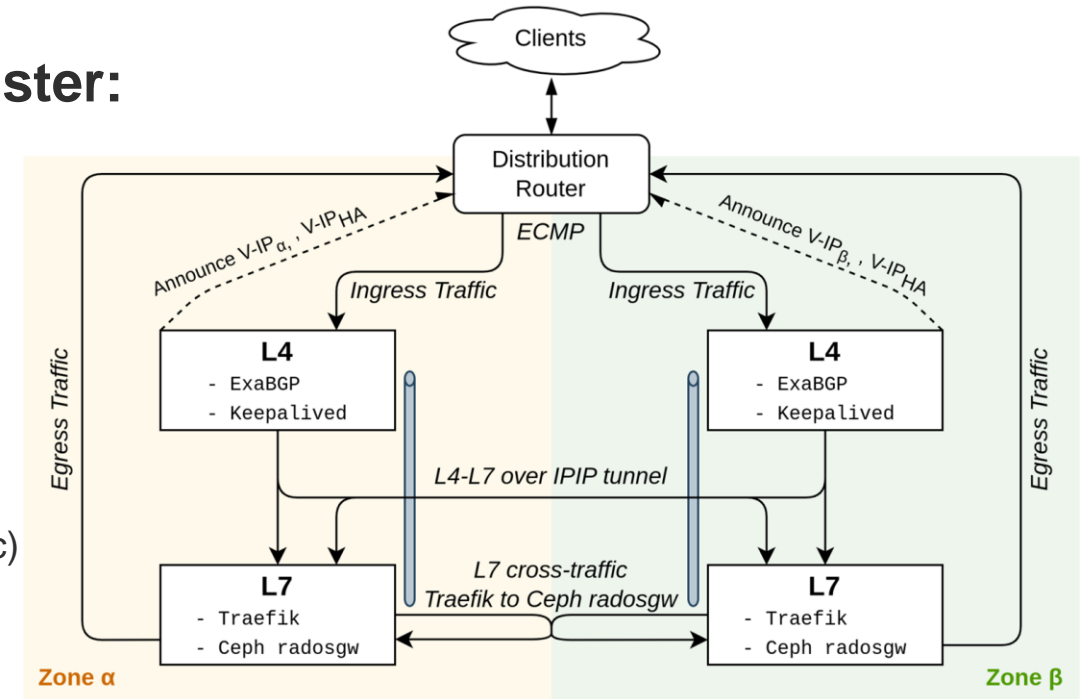 Clients
ster:
Distribution
Router
ECMP
Announce V-IPα, , V-IPHA
Announce V-IPβ, , V-IPHA
Ingress Traffic
Ingress Traffic
L4
- ExaBGP
- Keepalived
L4
- ExaBGP
- Keepalived
Egress Traffic
Egress Traffic
L4-L7 over IPIP tunnel
c)
L7 cross-traffic
Traefik to Ceph radosgw
L7
- Traefik
- Ceph radosgw
L7
- Traefik
- Ceph radosgw
Zone α
Zone β